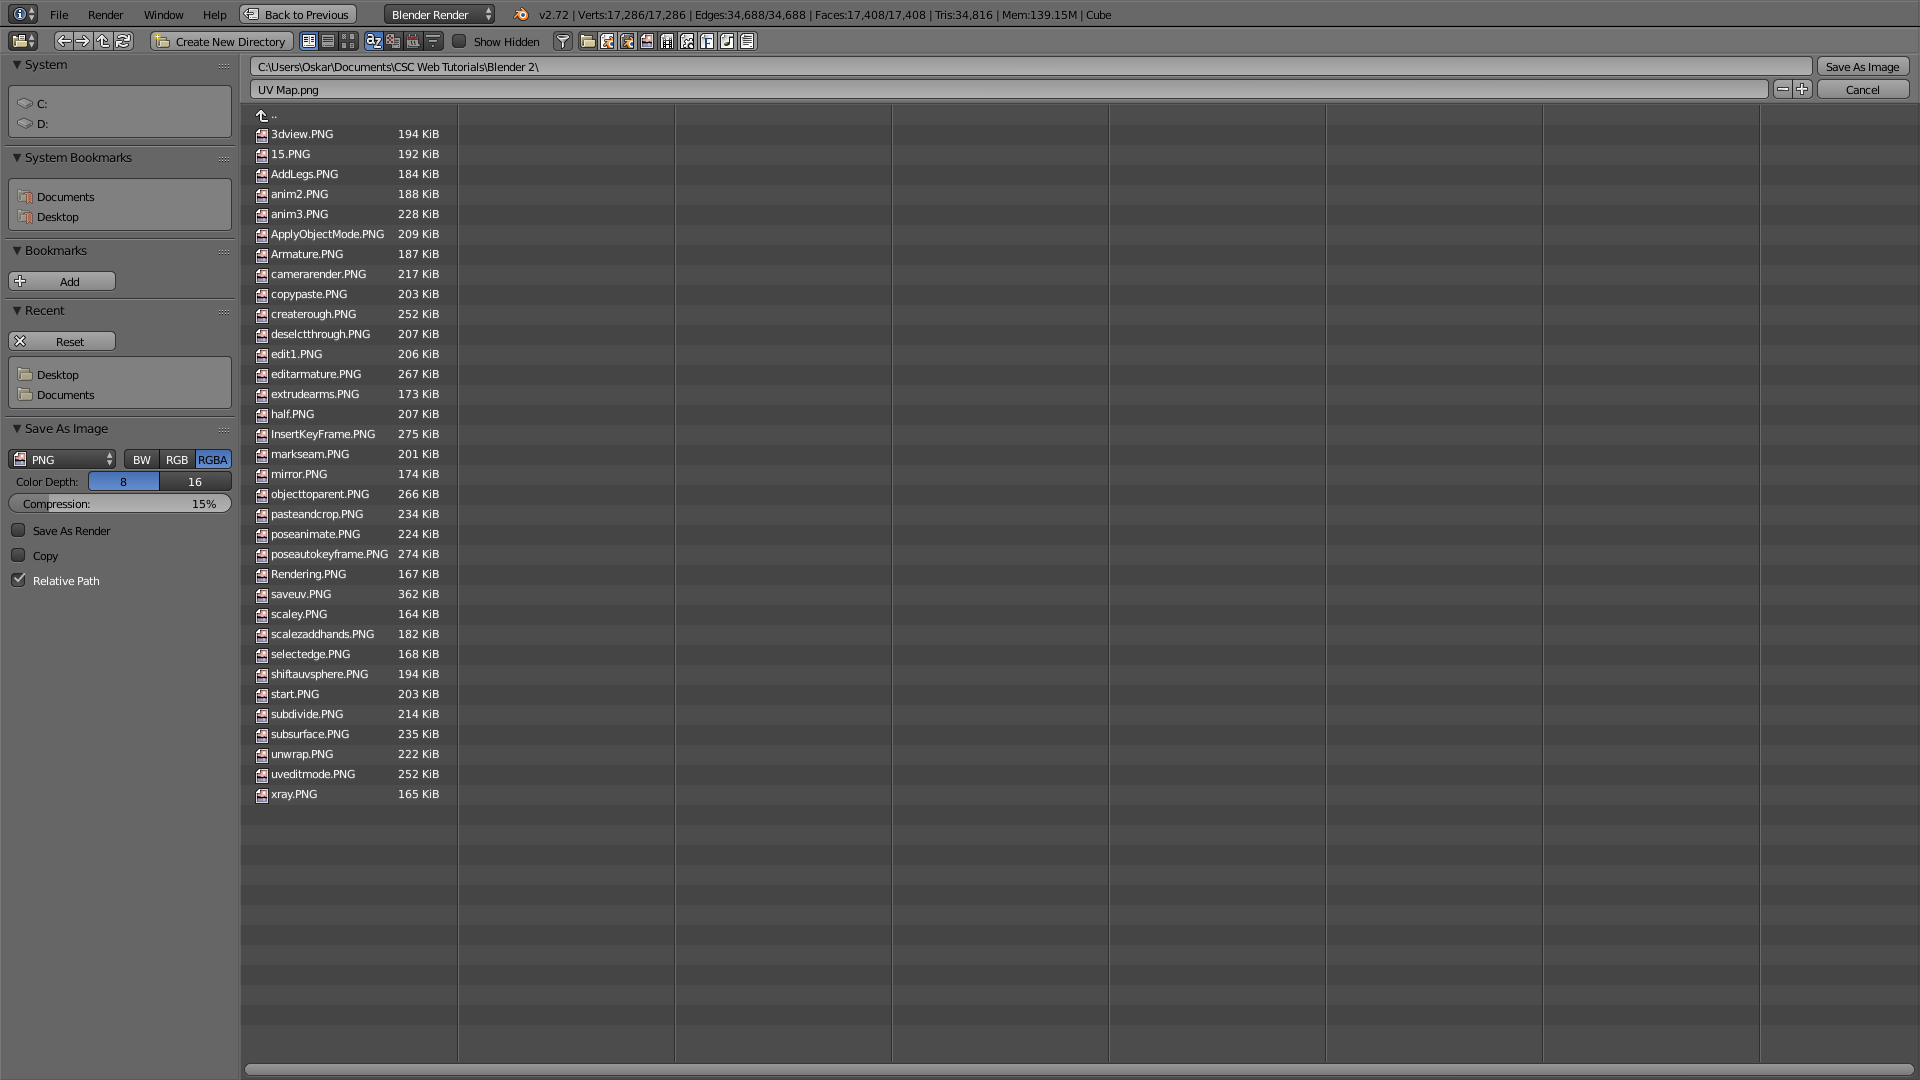 File Render Window Help Back to Previous Blender Render v2.72 | Verts:17,286/17,286 | Edges:34,688/34,688 | Faces:17,408/17,408 | Tris:34,816 | Mem:139.15M | Cube
Create New Directory Show Hidden
System
C:\Users\Oskar\Documents\CSC Web Tutorials\Blender 2\ Save As Image
UV Map.png Cancel
C:
D:
System Bookmarks
Documents
Desktop
Bookmarks
Add
Recent
Reset
Desktop
Documents
Save As Image
PNG BW RGB RGBA
Color Depth: 8 16
Compression: 15%
Save As Render
Copy
Relative Path
..
3dview.PNG 194 KiB
15.PNG 192 KiB
AddLegs.PNG 184 KiB
anim2.PNG 188 KiB
anim3.PNG 228 KiB
ApplyObjectMode.PNG 209 KiB
Armature.PNG 187 KiB
camerarender.PNG 217 KiB
copypaste.PNG 203 KiB
createrough.PNG 252 KiB
deselctthrough.PNG 207 KiB
edit1.PNG 206 KiB
editarmature.PNG 267 KiB
extrudearms.PNG 173 KiB
half.PNG 207 KiB
InsertKeyFrame.PNG 275 KiB
markseam.PNG 201 KiB
mirror.PNG 174 KiB
objecttoparent.PNG 266 KiB
pasteandcrop.PNG 234 KiB
poseanimate.PNG 224 KiB
poseautokeyframe.PNG 274 KiB
Rendering.PNG 167 KiB
saveuv.PNG 362 KiB
scaley.PNG 164 KiB
scalezaddhands.PNG 182 KiB
selectedge.PNG 168 KiB
shiftauvsphere.PNG 194 KiB
start.PNG 203 KiB
subdivide.PNG 214 KiB
subsurface.PNG 235 KiB
unwrap.PNG 222 KiB
uveditmode.PNG 252 KiB
xray.PNG 165 KiB